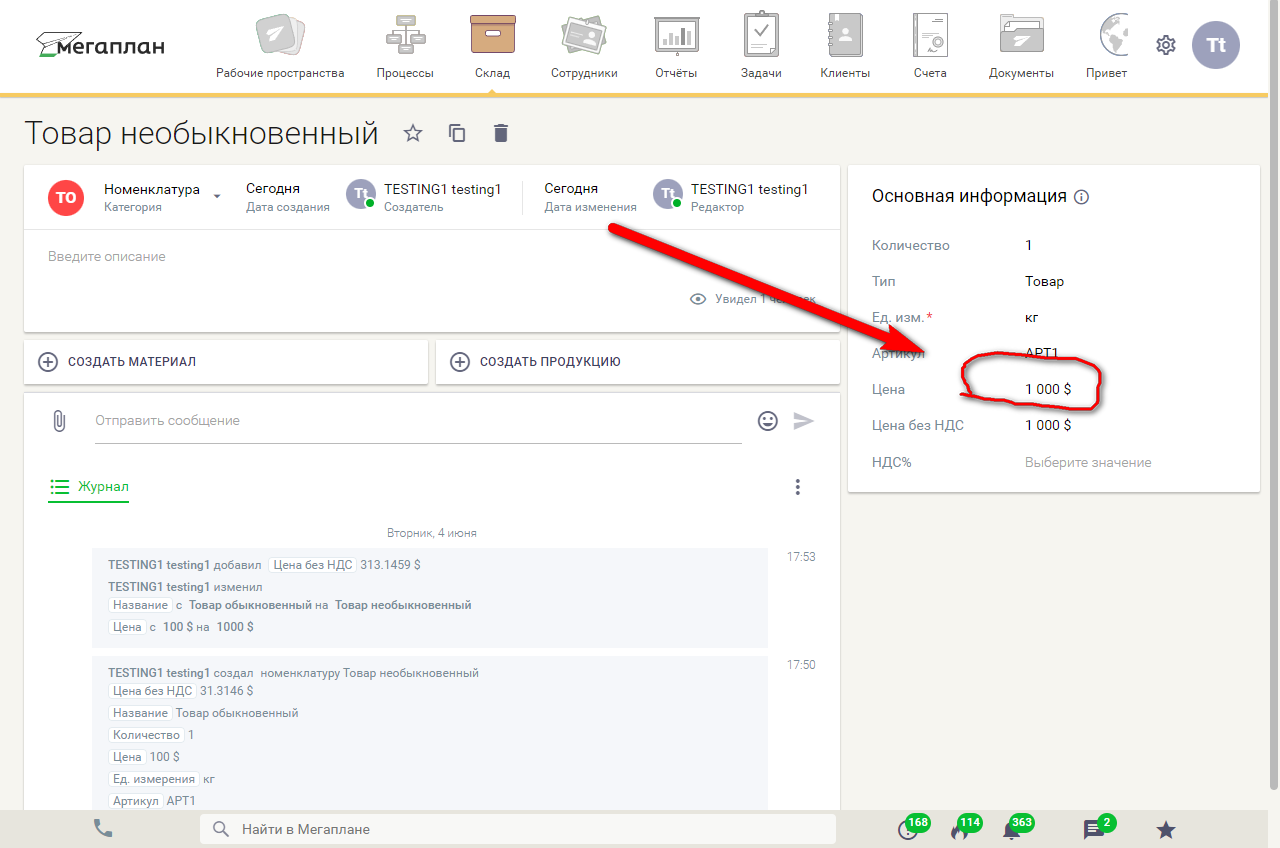 мегаплан
Рабочие пространства
Процессы
Склад
Сотрудники
Отчёты
Задачи
Клиенты
Счета
Документы
Привет
Tt
Товар необыкновенный
ТО
Номенклатура
Категория
Сегодня
Дата создания
Tt
TESTING1 testing1
Создатель
Сегодня
Дата изменения
Tt
TESTING1 testing1
Редактор
Введите описание
Увидел 1 человек
СОЗДАТЬ МАТЕРИАЛ
СОЗДАТЬ ПРОДУКЦИЮ
Отправить сообщение
Журнал
Вторник, 4 июня
TESTING1 testing1 добавил Цена без НДС 313.1459 $
17:53
TESTING1 testing1 изменил
Название с Товар обыкновенный на Товар необыкновенный
Цена с 100 $ на 1000 $
TESTING1 testing1 создал номенклатуру Товар необыкновенный
17:50
Цена без НДС 31.3146 $
Название Товар обыкновенный
Количество 1
Цена 100 $
Ед. измерения кг
Артикул АРТ1
Основная информация
Количество 1
Тип Товар
Ед. изм.* кг
Артикул АРТ1
Цена 1 000 $
Цена без НДС 1 000 $
НДС% Выберите значение
Найти в Мегаплане
168
114
363
2